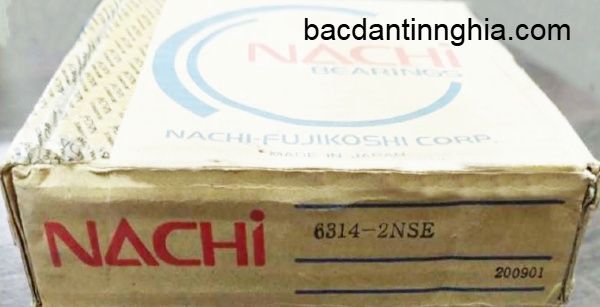 bacdantinnghia.com
NACHi
BEARINGS
NACHI-FUJIKOSHI CORP.
MADE IN JAPAN
NACHi
6314-2NSE
200901